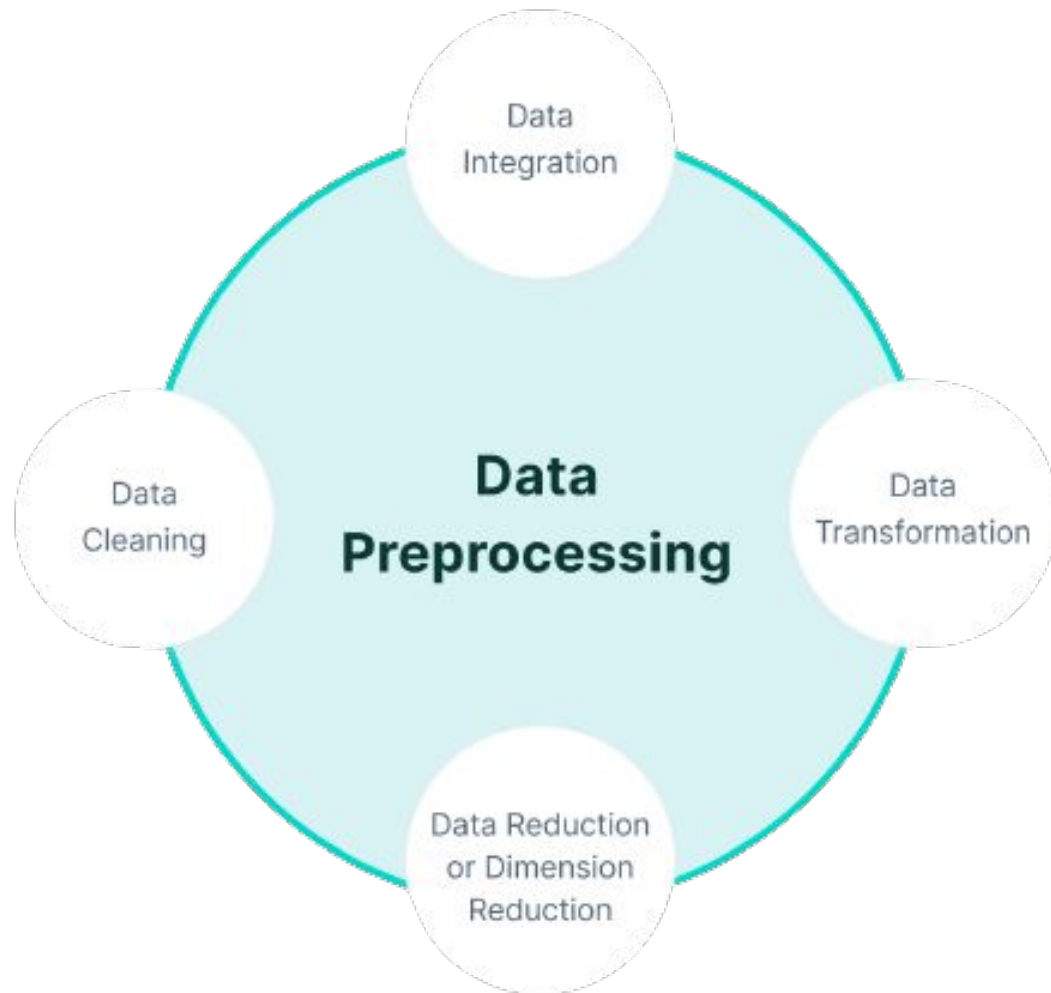 Data
Integration
Data
Cleaning
Data
Preprocessing
Data
Transformation
Data Reduction
or Dimension
Reduction